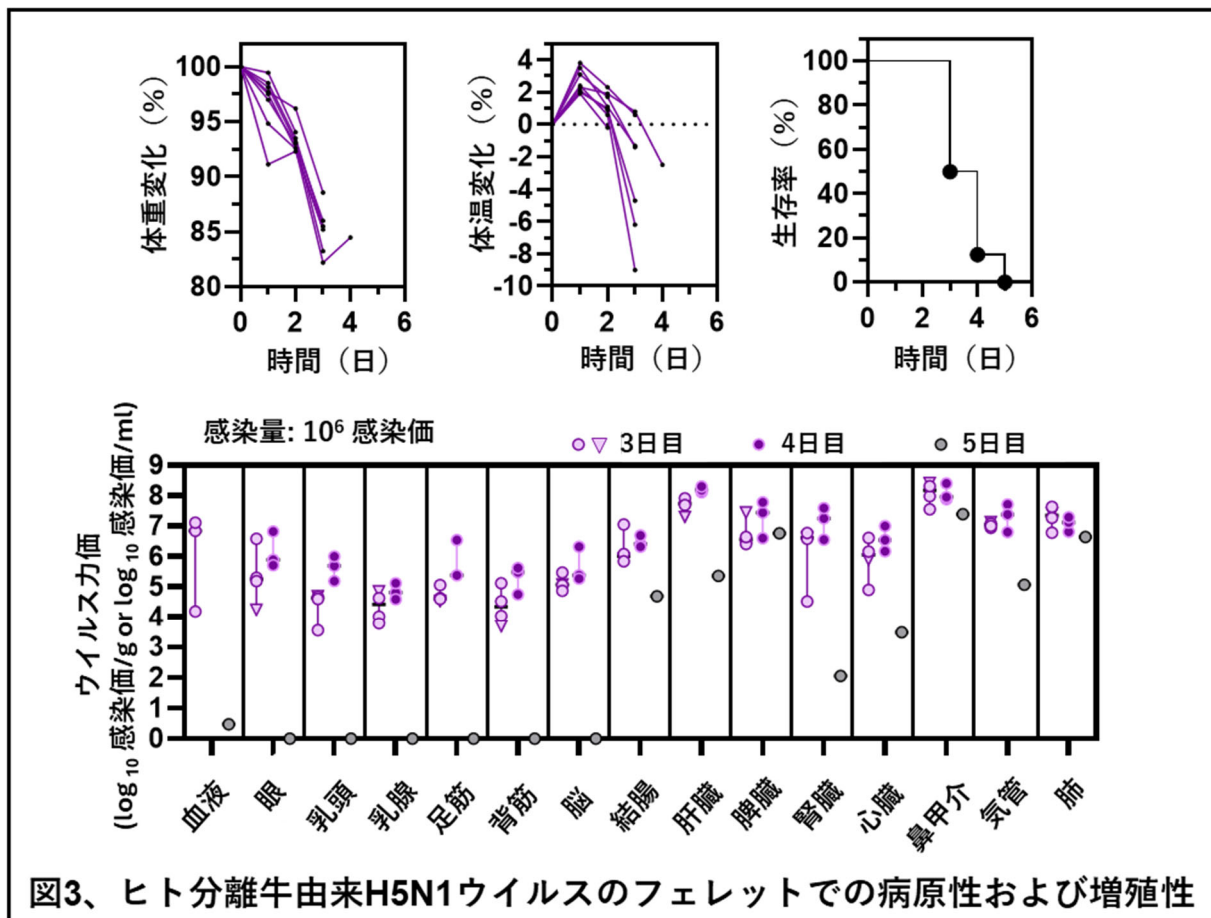 体重変化（%）
100
95
90
85
80
0 2 4 6
時間（日）
体温変化（%）
4
2
0
-2
-4
-6
-8
-10
0 2 4 6
時間（日）
生存率（%）
100
80
60
40
20
0
0 2 4 6
時間（日）
感染量: 10⁶ 感染価
3日目
4日目
5日目
ウイルス力価
(log ₁₀ 感染価/g or log ₁₀ 感染価/ml)
9
8
7
6
5
4
3
2
1
0
血液 眼 乳頭 乳腺 足筋 背筋 脳 結腸 肝臓 脾臓 腎臓 心臓 鼻甲介 気管 肺
図3、ヒト分離牛由来H5N1ウイルスのフェレットでの病原性および増殖性